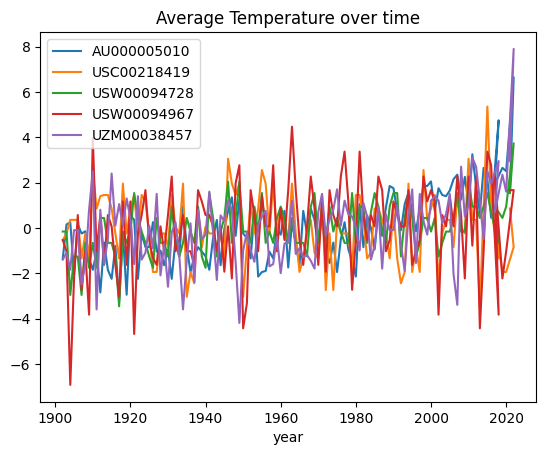 Average Temperature over time
AU000005010
USC00218419
USW00094728
USW00094967
UZM00038457
8
6
4
2
0
−2
−4
−6
1900 1920 1940 1960 1980 2000 2020
year